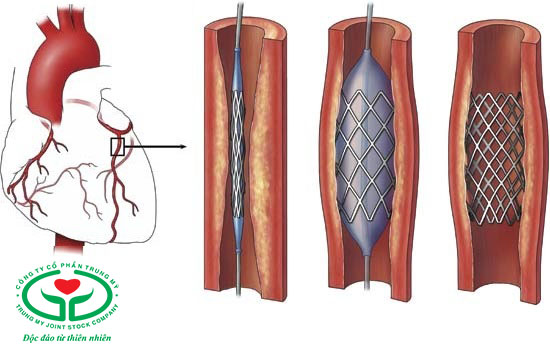 CÔNG TY CỔ PHẦN TRUNG MỸ
TRUNG MY JOINT STOCK COMPANY
Độc đáo từ thiên nhiên